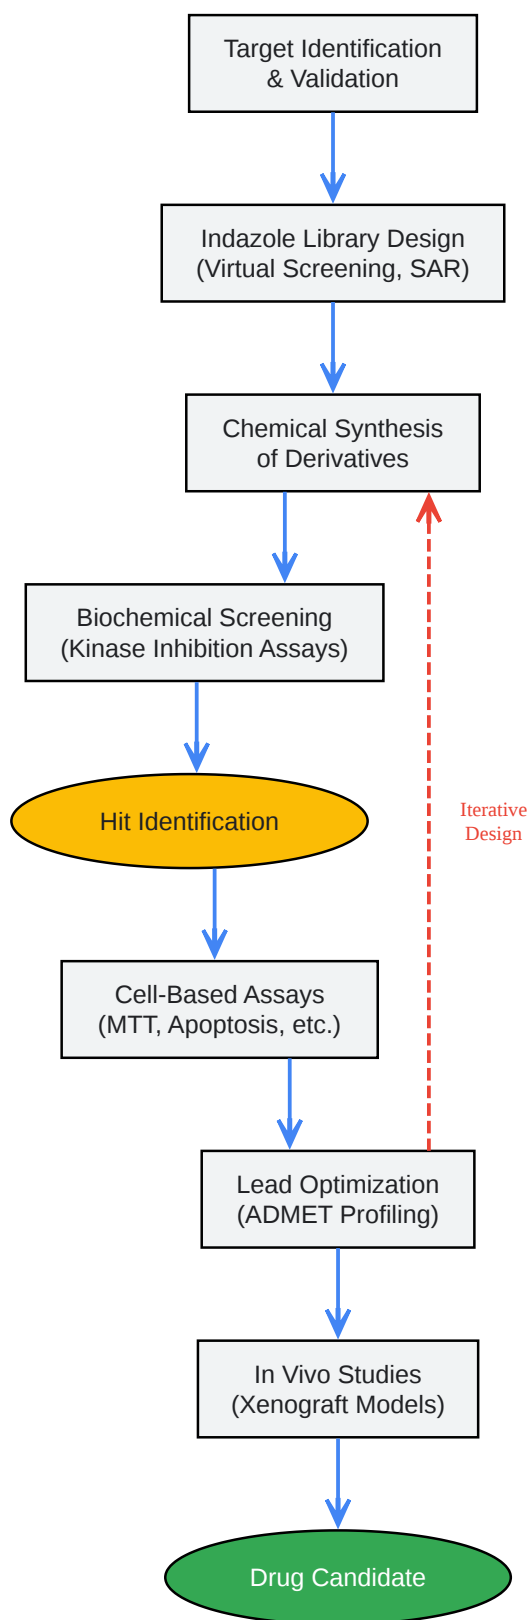 Target Identification
& Validation
Indazole Library Design
(Virtual Screening, SAR)
Chemical Synthesis
of Derivatives
Biochemical Screening
(Kinase Inhibition Assays)
Hit Identification
Iterative
Design
Cell-Based Assays
(MTT, Apoptosis, etc.)
Lead Optimization
(ADMET Profiling)
In Vivo Studies
(Xenograft Models)
Drug Candidate